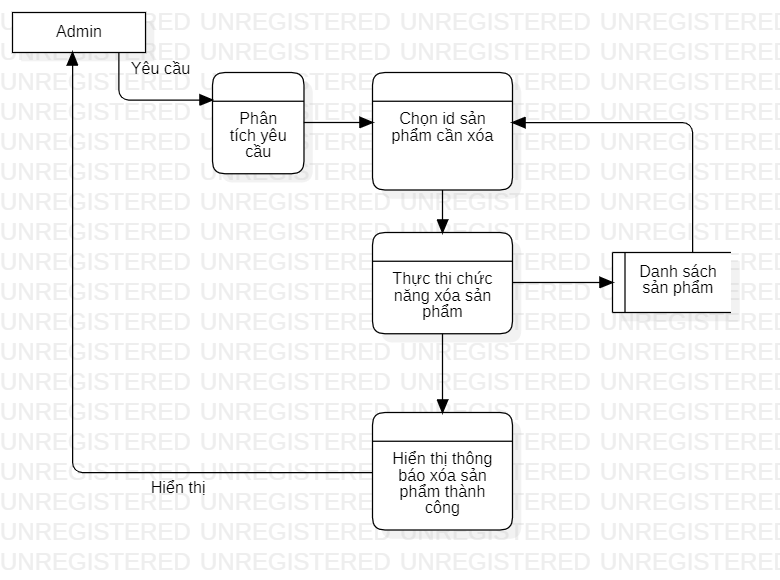 Admin
Yêu cầu
Phân
tích yêu
cầu
Chọn id sản
phẩm cần xóa
Thực thi chức
năng xóa sản
phẩm
Danh sách
sản phẩm
Hiển thị thông
báo xóa sản
phẩm thành
công
Hiển thị
UNREGISTERED UNREGISTERED UNREGISTERED UNREGISTERED